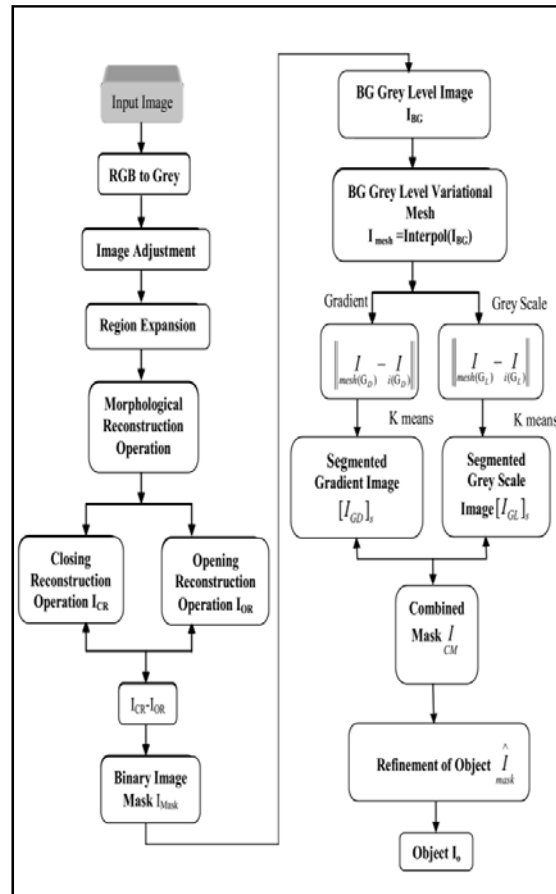 Input Image
RGB to Grey
Image Adjustment
Region Expansion
Morphological
Reconstruction
Operation
Closing
Reconstruction
Operation I_CR
Opening
Reconstruction
Operation I_OR
I_CR-I_OR
Binary Image
Mask I_Mask
BG Grey Level Image
I_BG
BG Grey Level Variational
Mesh
I_mesh =Interpol(I_BG)
Gradient
Grey Scale
‖ I_mesh(G_D) − I_i(G_D) ‖
‖ I_mesh(G_L) − I_i(G_L) ‖
K means
K means
Segmented
Gradient Image
[I_GD]_s
Segmented
Grey Scale
Image [I_GL]_s
Combined
Mask I_CM
Refinement of Object Î_mask
Object I_o